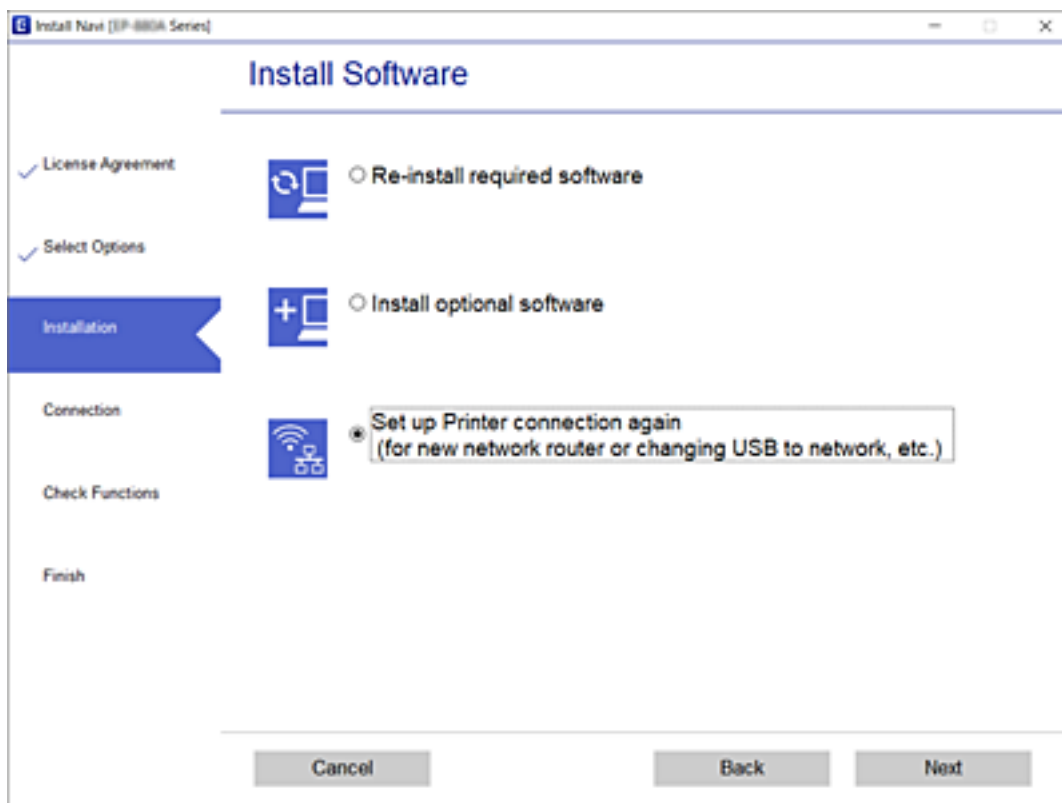 Install Navi [EP-880A Series]
Install Software
License Agreement
Select Options
Installation
Connection
Check Functions
Finish
Re-install required software
Install optional software
Set up Printer connection again
(for new network router or changing USB to network, etc.)
Cancel
Back
Next